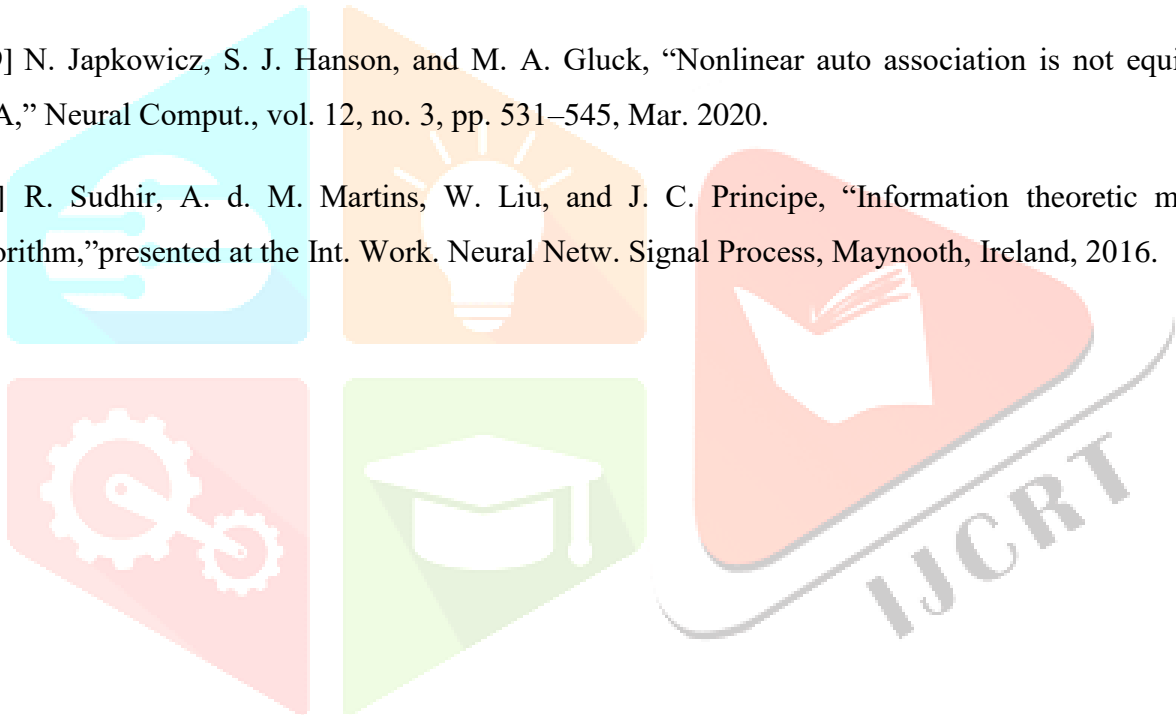 9] N. Japkowicz, S. J. Hanson, and M. A. Gluck, “Nonlinear auto association is not equi
A,” Neural Comput., vol. 12, no. 3, pp. 531–545, Mar. 2020.
] R. Sudhir, A. d. M. Martins, W. Liu, and J. C. Principe, “Information theoretic m
orithm,”presented at the Int. Work. Neural Netw. Signal Process, Maynooth, Ireland, 2016.
IJCRT